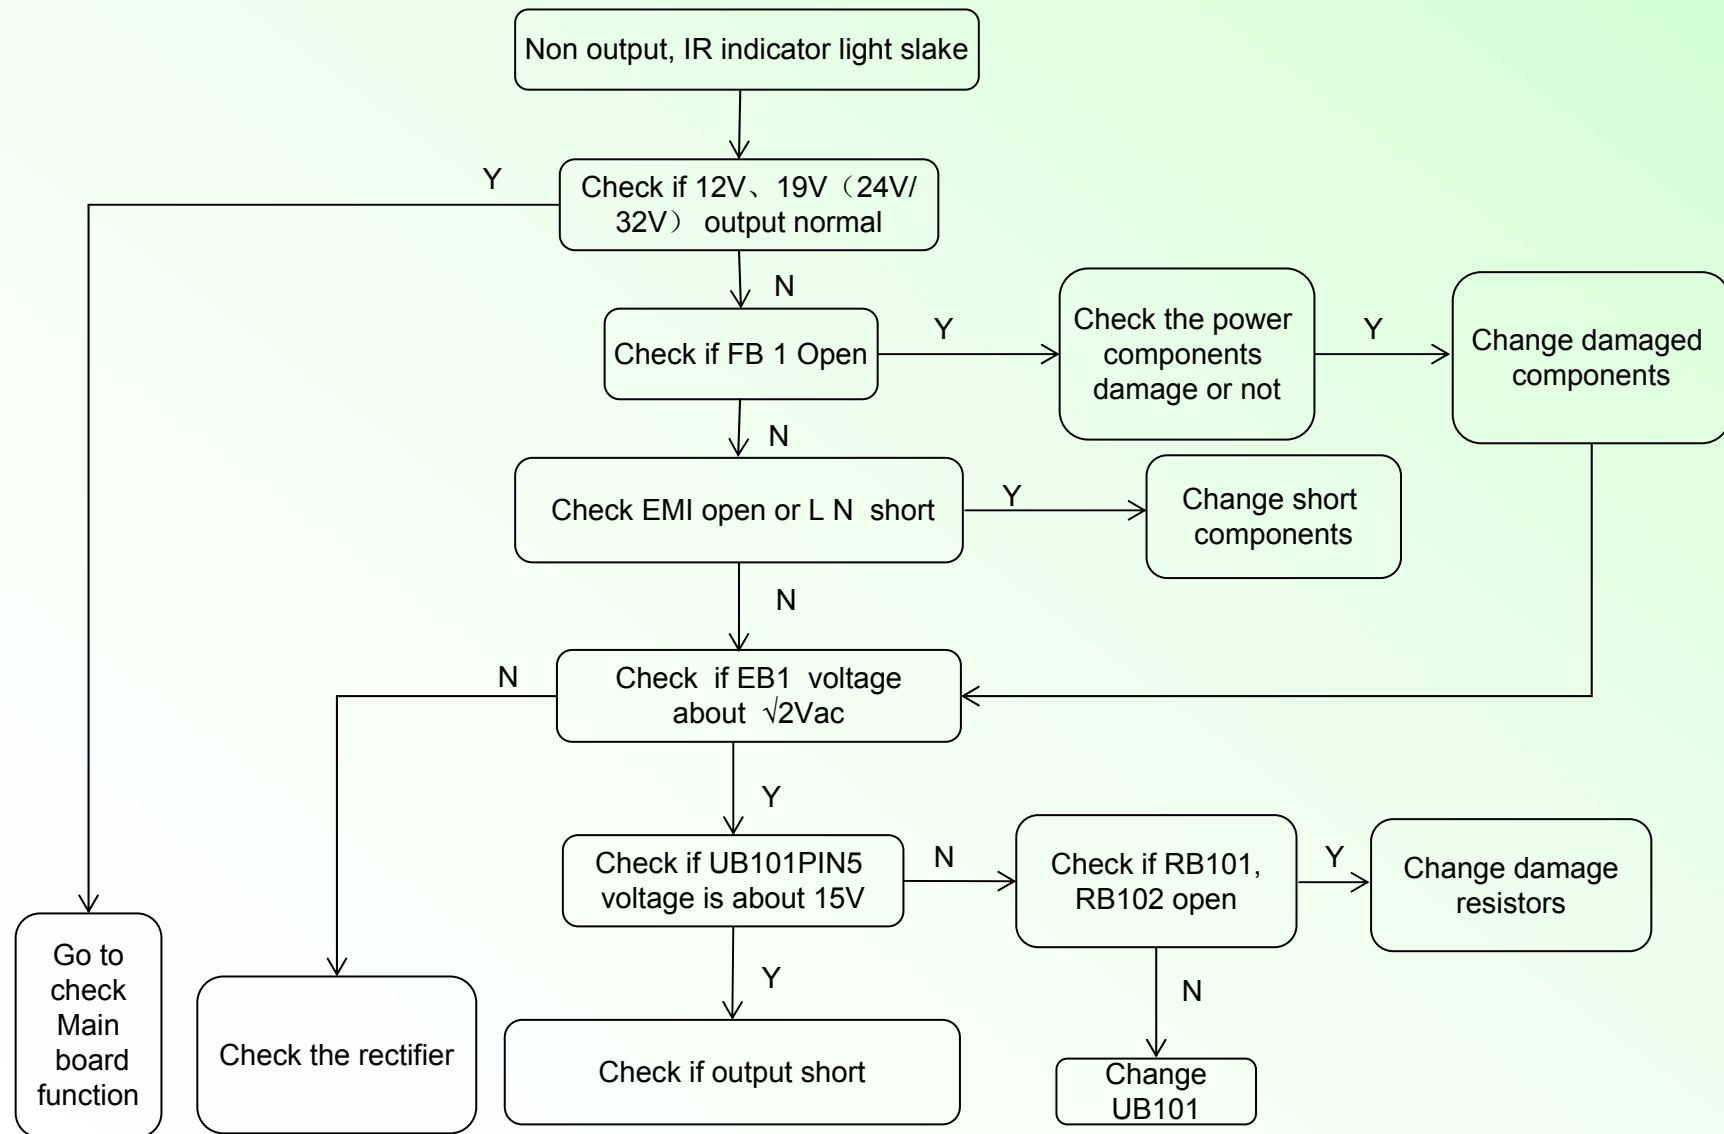 Non output, IR indicator light slake
Y
Check if 12V、19V（24V/
32V） output normal
N
Check if FB 1 Open
Y
Check the power
components
damage or not
Y
Change damaged
components
N
Check EMI open or L N short
Y
Change short
components
N
N
Check if EB1 voltage
about √2Vac
Y
Check if UB101PIN5
voltage is about 15V
N
Check if RB101,
RB102 open
Y
Change damage
resistors
Go to
check
Main
board
function
Check the rectifier
Y
Check if output short
N
Change
UB101